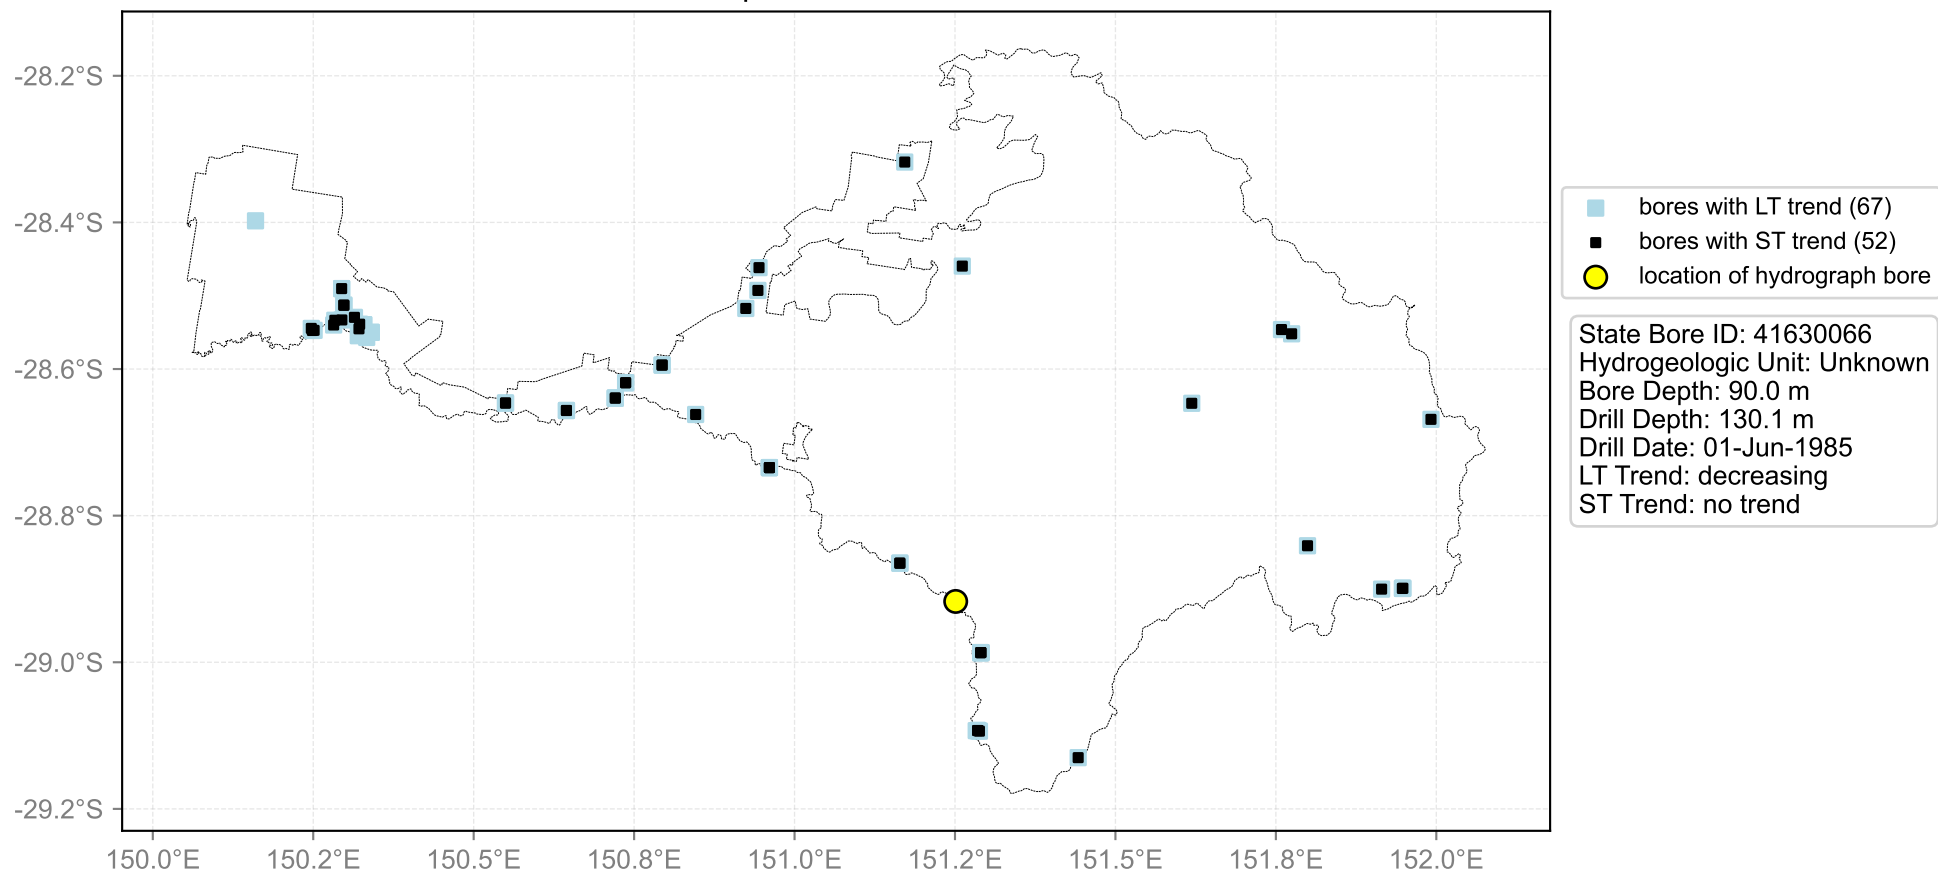 -28.2°S
-28.4°S
-28.6°S
-28.8°S
-29.0°S
-29.2°S
150.0°E
150.2°E
150.5°E
150.8°E
151.0°E
151.2°E
151.5°E
151.8°E
152.0°E
bores with LT trend (67)
bores with ST trend (52)
location of hydrograph bore
State Bore ID: 41630066
Hydrogeologic Unit: Unknown
Bore Depth: 90.0 m
Drill Depth: 130.1 m
Drill Date: 01-Jun-1985
LT Trend: decreasing
ST Trend: no trend